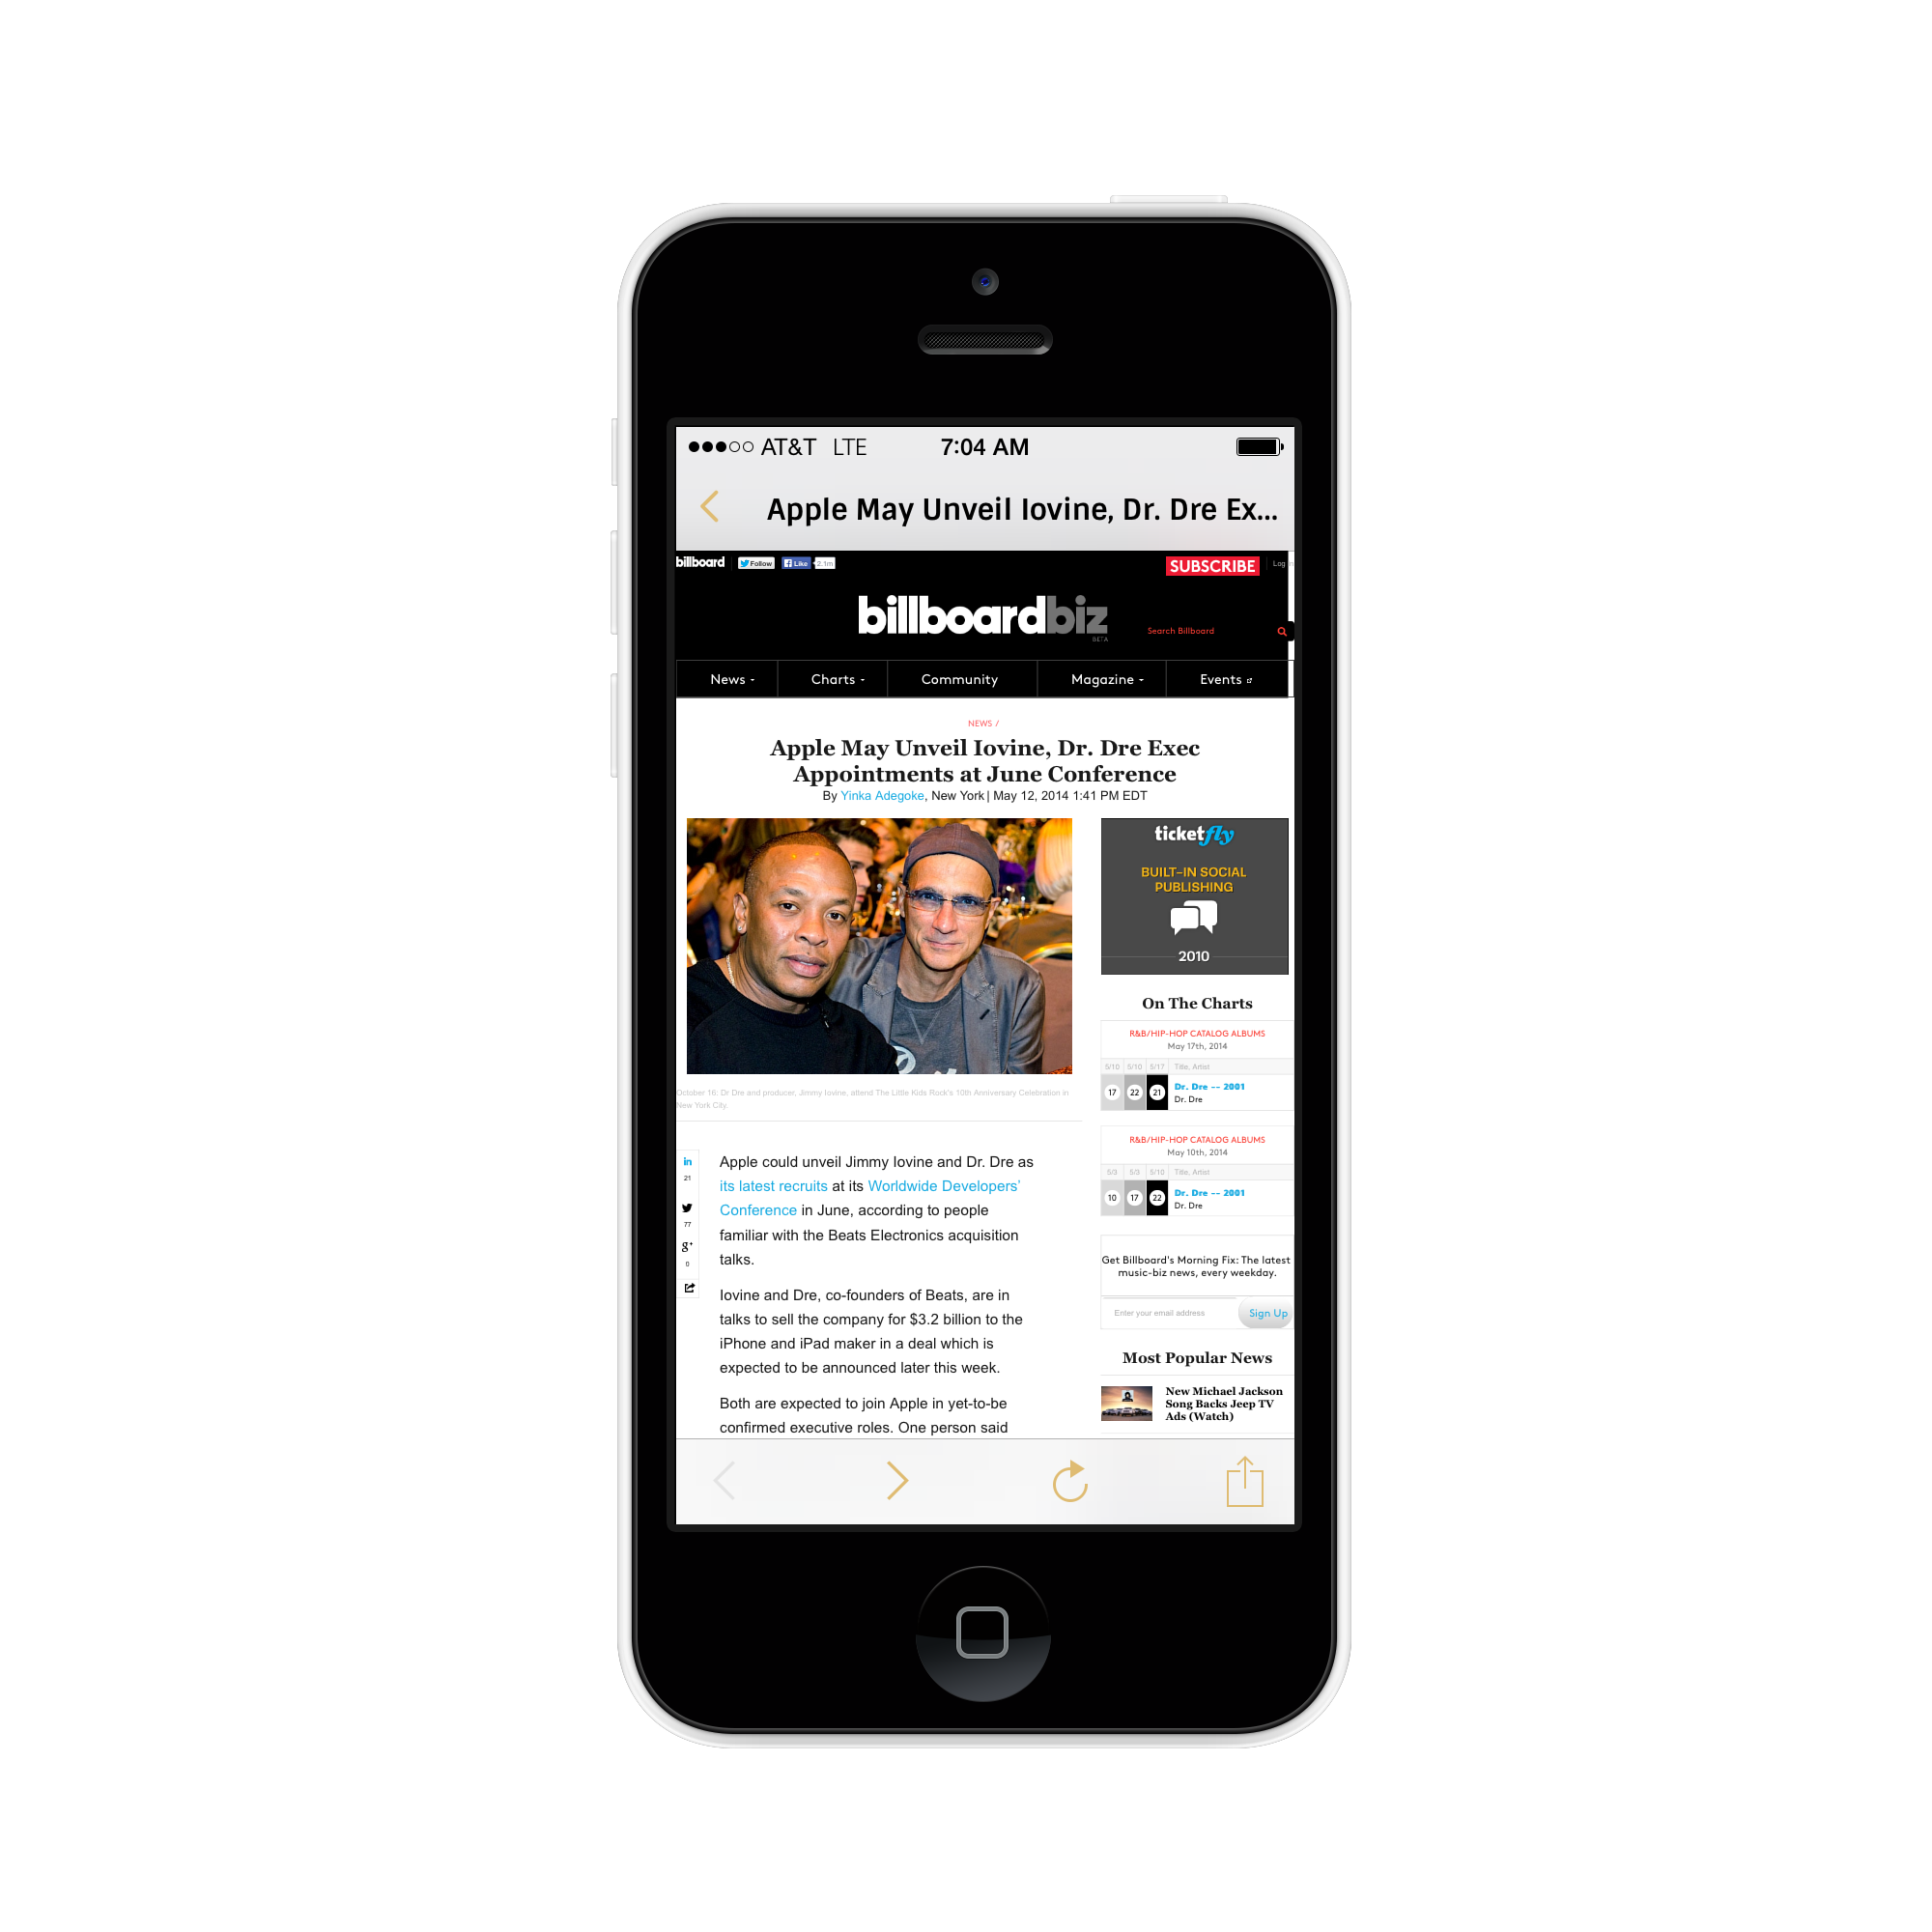 AT&T LTE 7:04 AM
Apple May Unveil Iovine, Dr. Dre Ex...
billboard Follow Like 2.1m SUBSCRIBE Log
billboardbiz
BETA
Search Billboard
News Charts Community Magazine Events
NEWS /
Apple May Unveil Iovine, Dr. Dre Exec
Appointments at June Conference
By Yinka Adegoke, New York | May 12, 2014 1:41 PM EDT
October 16: Dr Dre and producer, Jimmy Iovine, attend The Little Kids Rock's 10th Anniversary Celebration in
New York City.
in
21
77
g+
0
Apple could unveil Jimmy Iovine and Dr. Dre as
its latest recruits at its Worldwide Developers'
Conference in June, according to people
familiar with the Beats Electronics acquisition
talks.
Iovine and Dre, co-founders of Beats, are in
talks to sell the company for $3.2 billion to the
iPhone and iPad maker in a deal which is
expected to be announced later this week.
Both are expected to join Apple in yet-to-be
confirmed executive roles. One person said
ticketfly
BUILT-IN SOCIAL
PUBLISHING
2010
On The Charts
R&B/HIP-HOP CATALOG ALBUMS
May 17th, 2014
5/10 5/10 5/17 Title, Artist
17 22 21 Dr. Dre -- 2001
Dr. Dre
R&B/HIP-HOP CATALOG ALBUMS
May 10th, 2014
5/3 5/3 5/10 Title, Artist
10 17 22 Dr. Dre -- 2001
Dr. Dre
Get Billboard's Morning Fix: The latest
music-biz news, every weekday.
Enter your email address Sign Up
Most Popular News
New Michael Jackson
Song Backs Jeep TV
Ads (Watch)